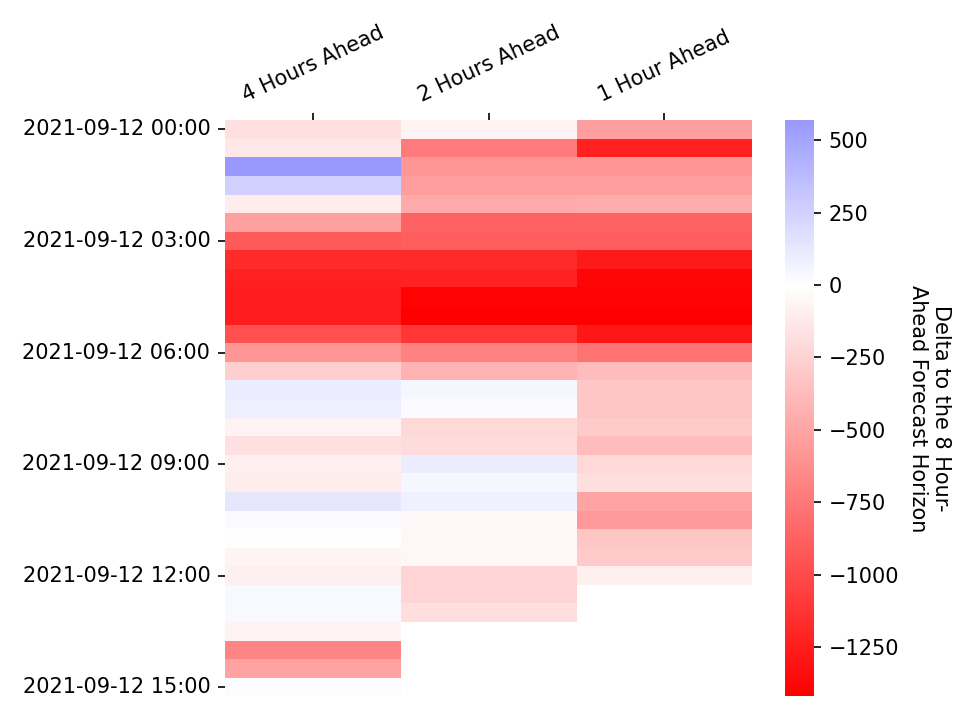 4 Hours Ahead
2 Hours Ahead
1 Hour Ahead
2021-09-12 00:00
2021-09-12 03:00
2021-09-12 06:00
2021-09-12 09:00
2021-09-12 12:00
2021-09-12 15:00
500
250
0
−250
−500
−750
−1000
−1250
Delta to the 8 Hour-
Ahead Forecast Horizon